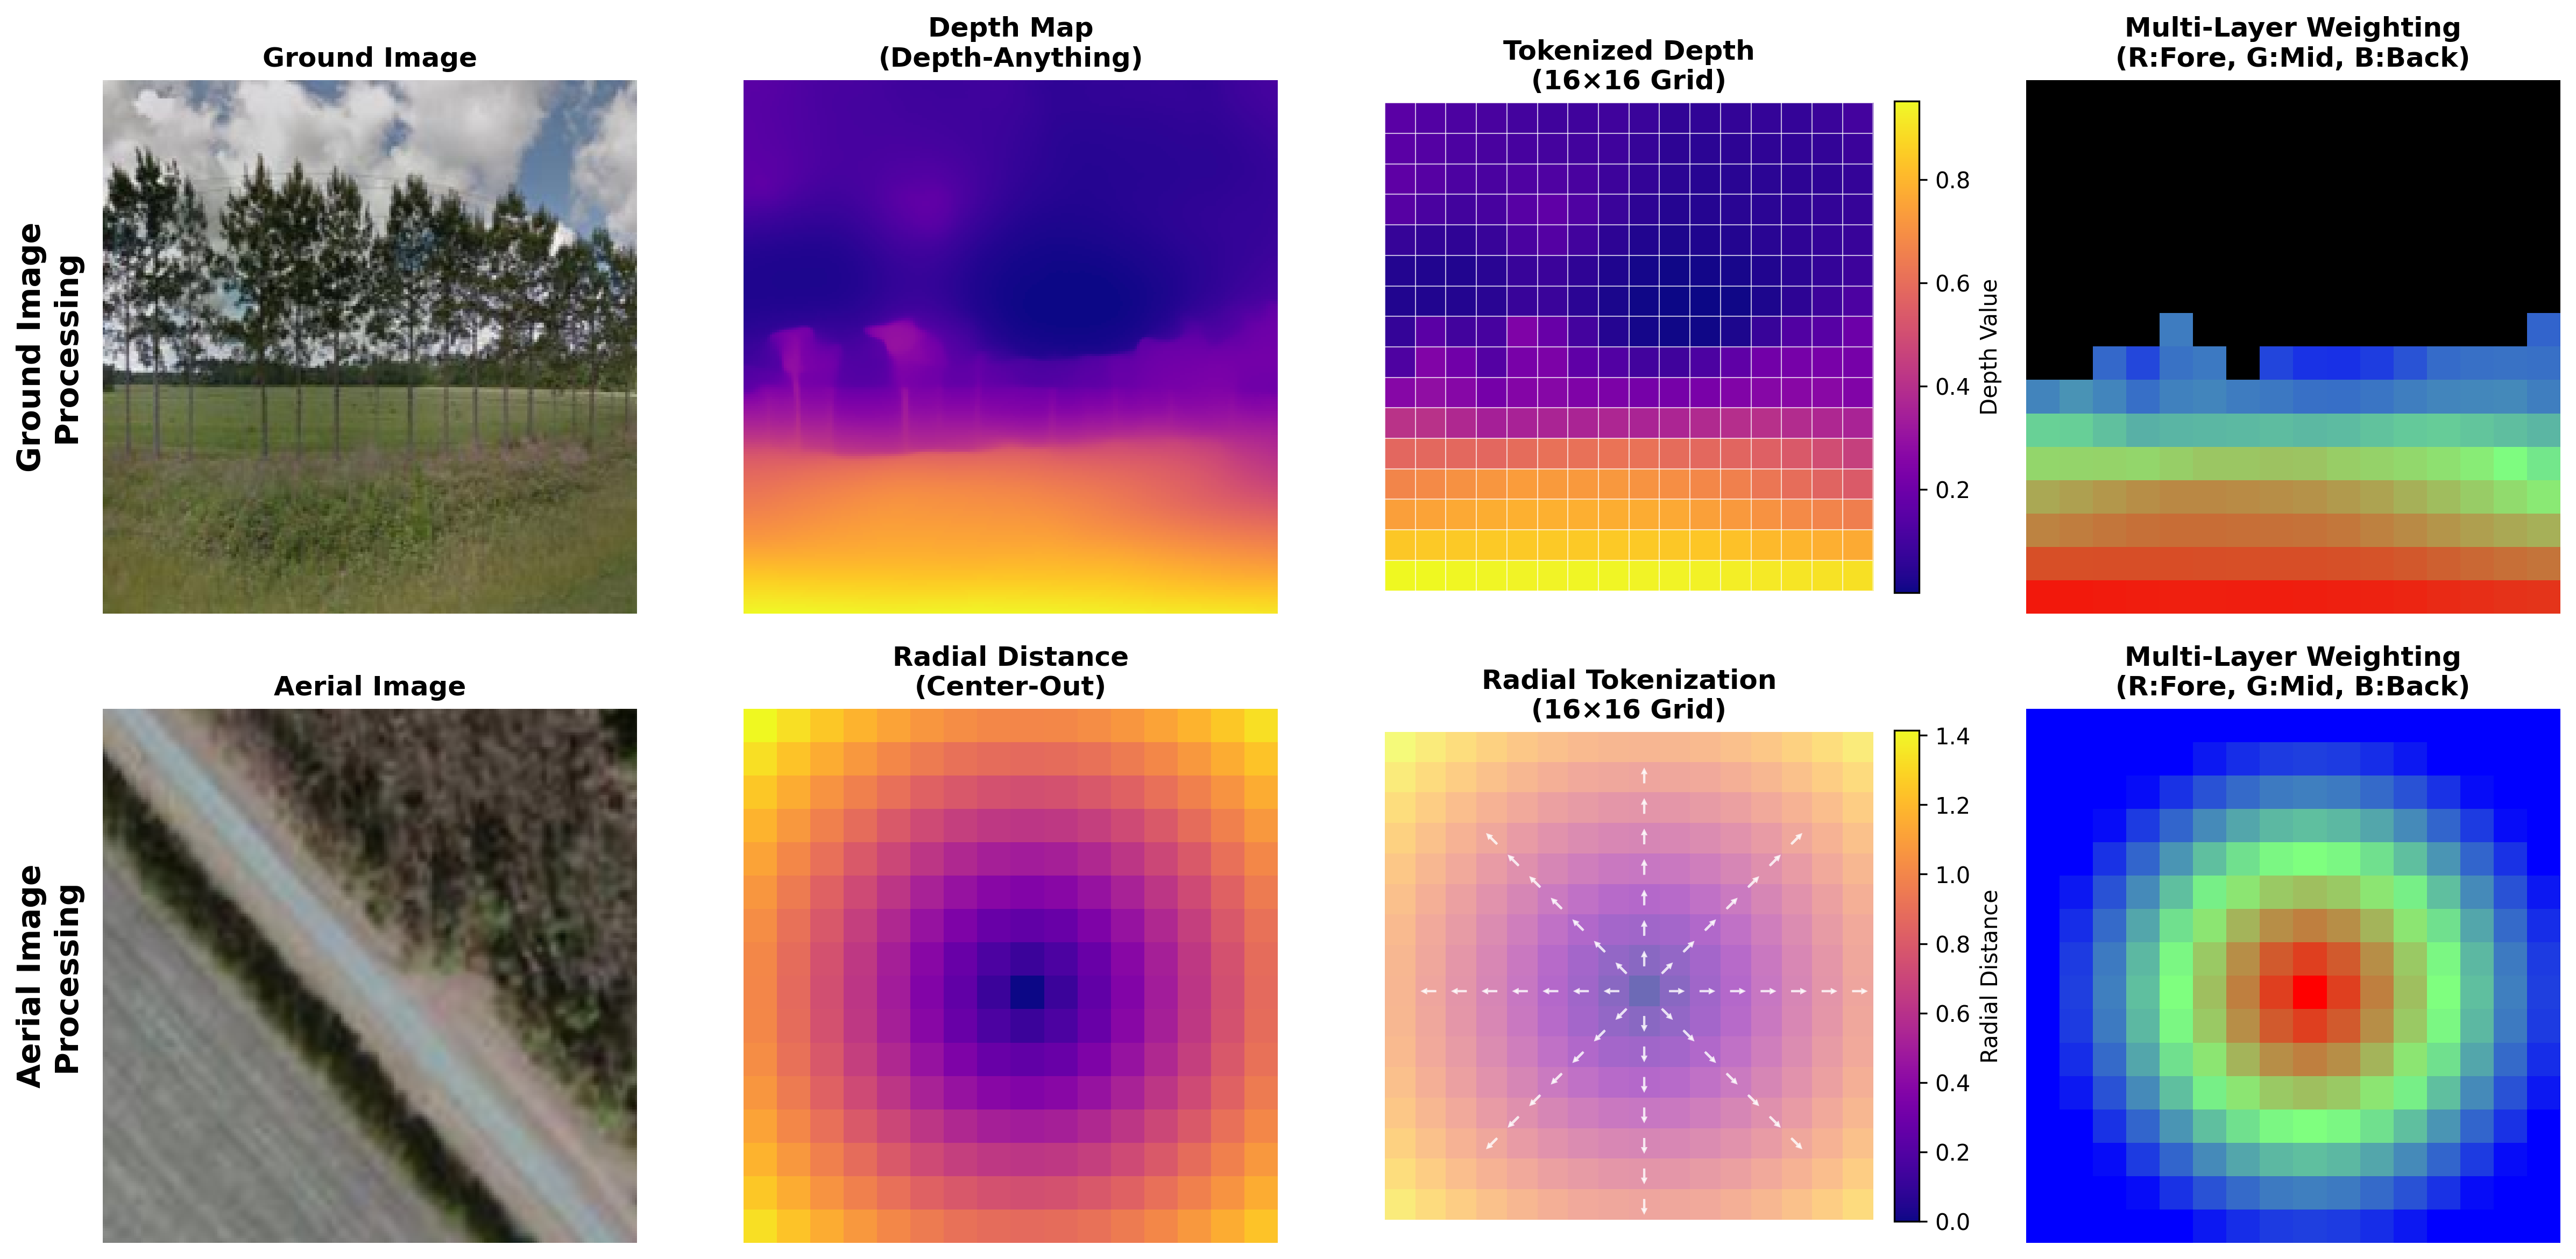 Ground Image
Processing
Ground Image
Depth Map
(Depth-Anything)
Tokenized Depth
(16×16 Grid)
0.8
0.6
0.4
0.2
Depth Value
Multi-Layer Weighting
(R:Fore, G:Mid, B:Back)
Aerial Image
Processing
Aerial Image
Radial Distance
(Center-Out)
Radial Tokenization
(16×16 Grid)
1.4
1.2
1.0
0.8
0.6
0.4
0.2
0.0
Radial Distance
Multi-Layer Weighting
(R:Fore, G:Mid, B:Back)